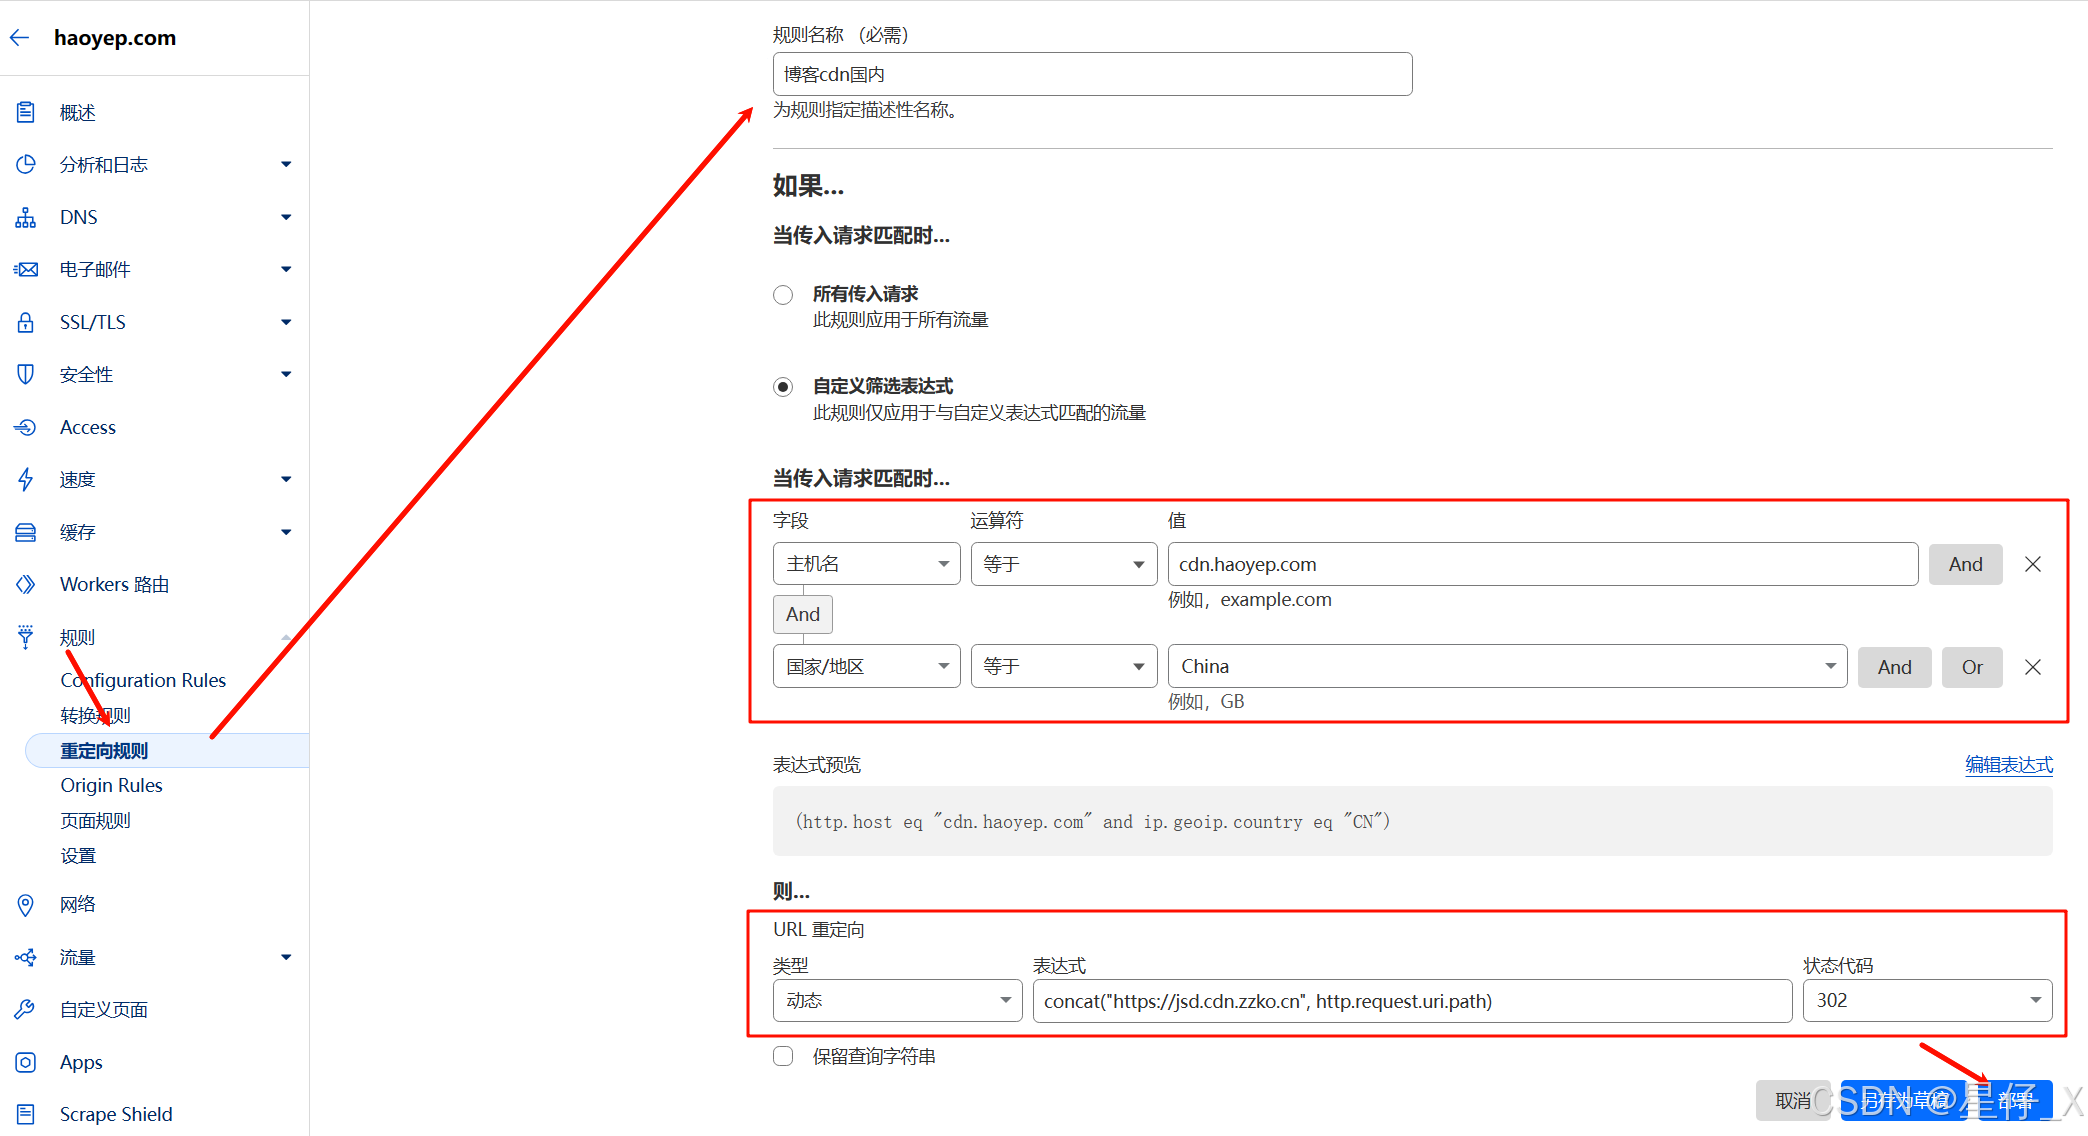 haoyep.com
概述
分析和日志
DNS
电子邮件
SSL/TLS
安全性
Access
速度
缓存
Workers 路由
规则
Configuration Rules
转换规则
重定向规则
Origin Rules
页面规则
设置
网络
流量
自定义页面
Apps
Scrape Shield
规则名称 （必需）
博客cdn国内
为规则指定描述性名称。
如果...
当传入请求匹配时...
所有传入请求
此规则应用于所有流量
自定义筛选表达式
此规则仅应用于与自定义表达式匹配的流量
当传入请求匹配时...
字段 运算符 值
主机名 等于 cdn.haoyep.com And
例如，example.com
And
国家/地区 等于 China And Or
例如，GB
表达式预览 编辑表达式
(http.host eq "cdn.haoyep.com" and ip.geoip.country eq "CN")
则...
URL 重定向
类型 表达式 状态代码
动态 concat("https://jsd.cdn.zzko.cn", http.request.uri.path) 302
保留查询字符串
取消 另存为草稿 部署
CSDN @星仔_X